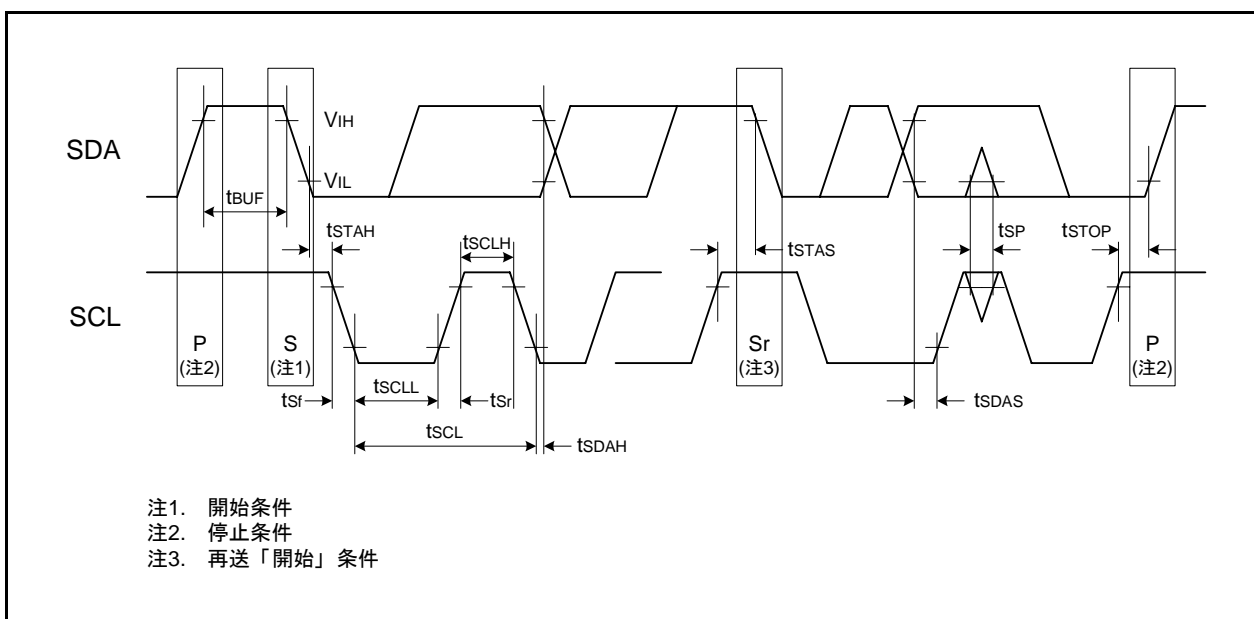 SDA
VIH
VIL
tBUF
tSTAH
tSCLH
tSTAS
tSP
tSTOP
SCL
P
(注2)
S
(注1)
Sr
(注3)
P
(注2)
tSf
tSCLL
tSr
tSDAS
tSCL
tSDAH
注1. 開始条件
注2. 停止条件
注3. 再送「開始」条件